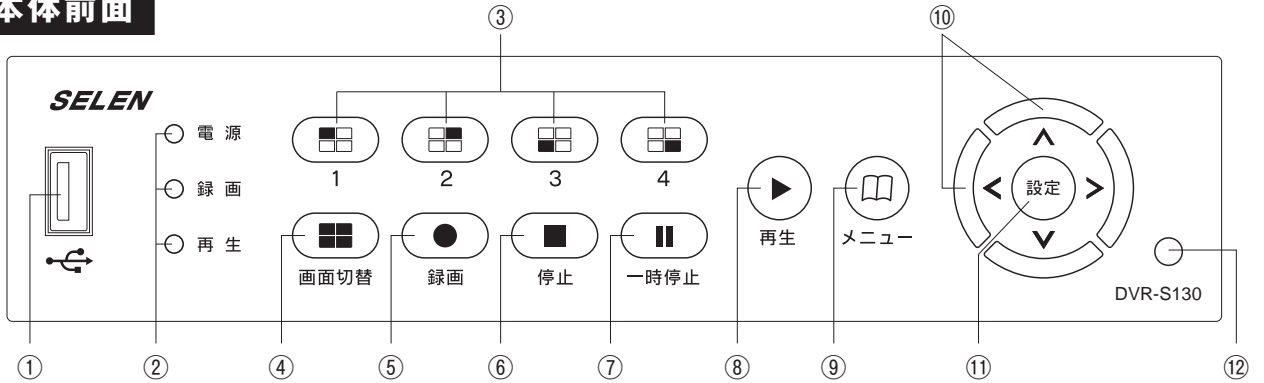 本体前面
③ ⑩
SELEN
電源
録画
再生
1 2 3 4
画面切替 録画 停止 一時停止
再生 メニュー
設定
DVR-S130
① ② ④ ⑤ ⑥ ⑦ ⑧ ⑨ ⑪ ⑫